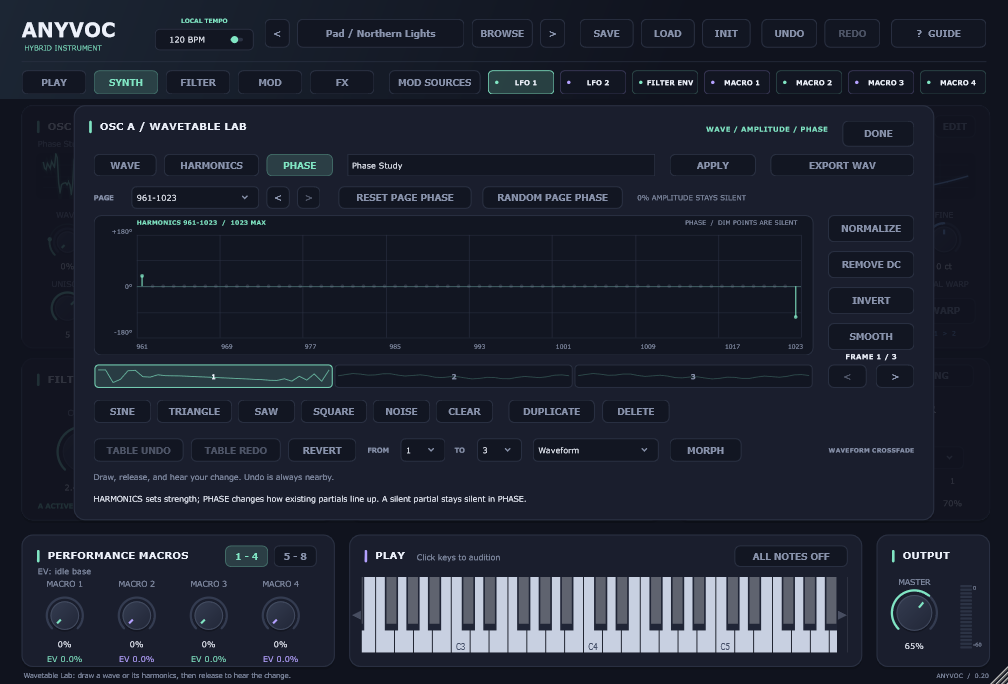 ANYVOC
HYBRID INSTRUMENT
LOCAL TEMPO
120 BPM
<
Pad / Northern Lights
BROWSE
>
SAVE
LOAD
INIT
UNDO
REDO
? GUIDE
PLAY
SYNTH
FILTER
MOD
FX
MOD SOURCES
LFO 1
LFO 2
FILTER ENV
MACRO 1
MACRO 2
MACRO 3
MACRO 4
OSC A / WAVETABLE LAB
WAVE / AMPLITUDE / PHASE
DONE
EDIT
WAVE
HARMONICS
PHASE
Phase Study
APPLY
EXPORT WAV
PAGE
961-1023
<
>
RESET PAGE PHASE
RANDOM PAGE PHASE
0% AMPLITUDE STAYS SILENT
HARMONICS 961-1023 / 1023 MAX
PHASE / DIM POINTS ARE SILENT
+180°
0°
-180°
961
969
977
985
993
1001
1009
1017
1023
NORMALIZE
REMOVE DC
INVERT
SMOOTH
FRAME 1 / 3
1
2
3
<
>
SINE
TRIANGLE
SAW
SQUARE
NOISE
CLEAR
DUPLICATE
DELETE
TABLE UNDO
TABLE REDO
REVERT
FROM
1
TO
3
Waveform
MORPH
WAVEFORM CROSSFADE
Draw, release, and hear your change. Undo is always nearby.
HARMONICS sets strength; PHASE changes how existing partials line up. A silent partial stays silent in PHASE.
PERFORMANCE MACROS
1 - 4
5 - 8
EV: idle base
MACRO 1
MACRO 2
MACRO 3
MACRO 4
0%
0%
0%
0%
EV 0.0%
EV 0.0%
EV 0.0%
EV 0.0%
PLAY
Click keys to audition
ALL NOTES OFF
C3
C4
C5
OUTPUT
MASTER
0
-60
65%
Wavetable Lab: draw a wave or its harmonics, then release to hear the change.
ANYVOC / 0.20